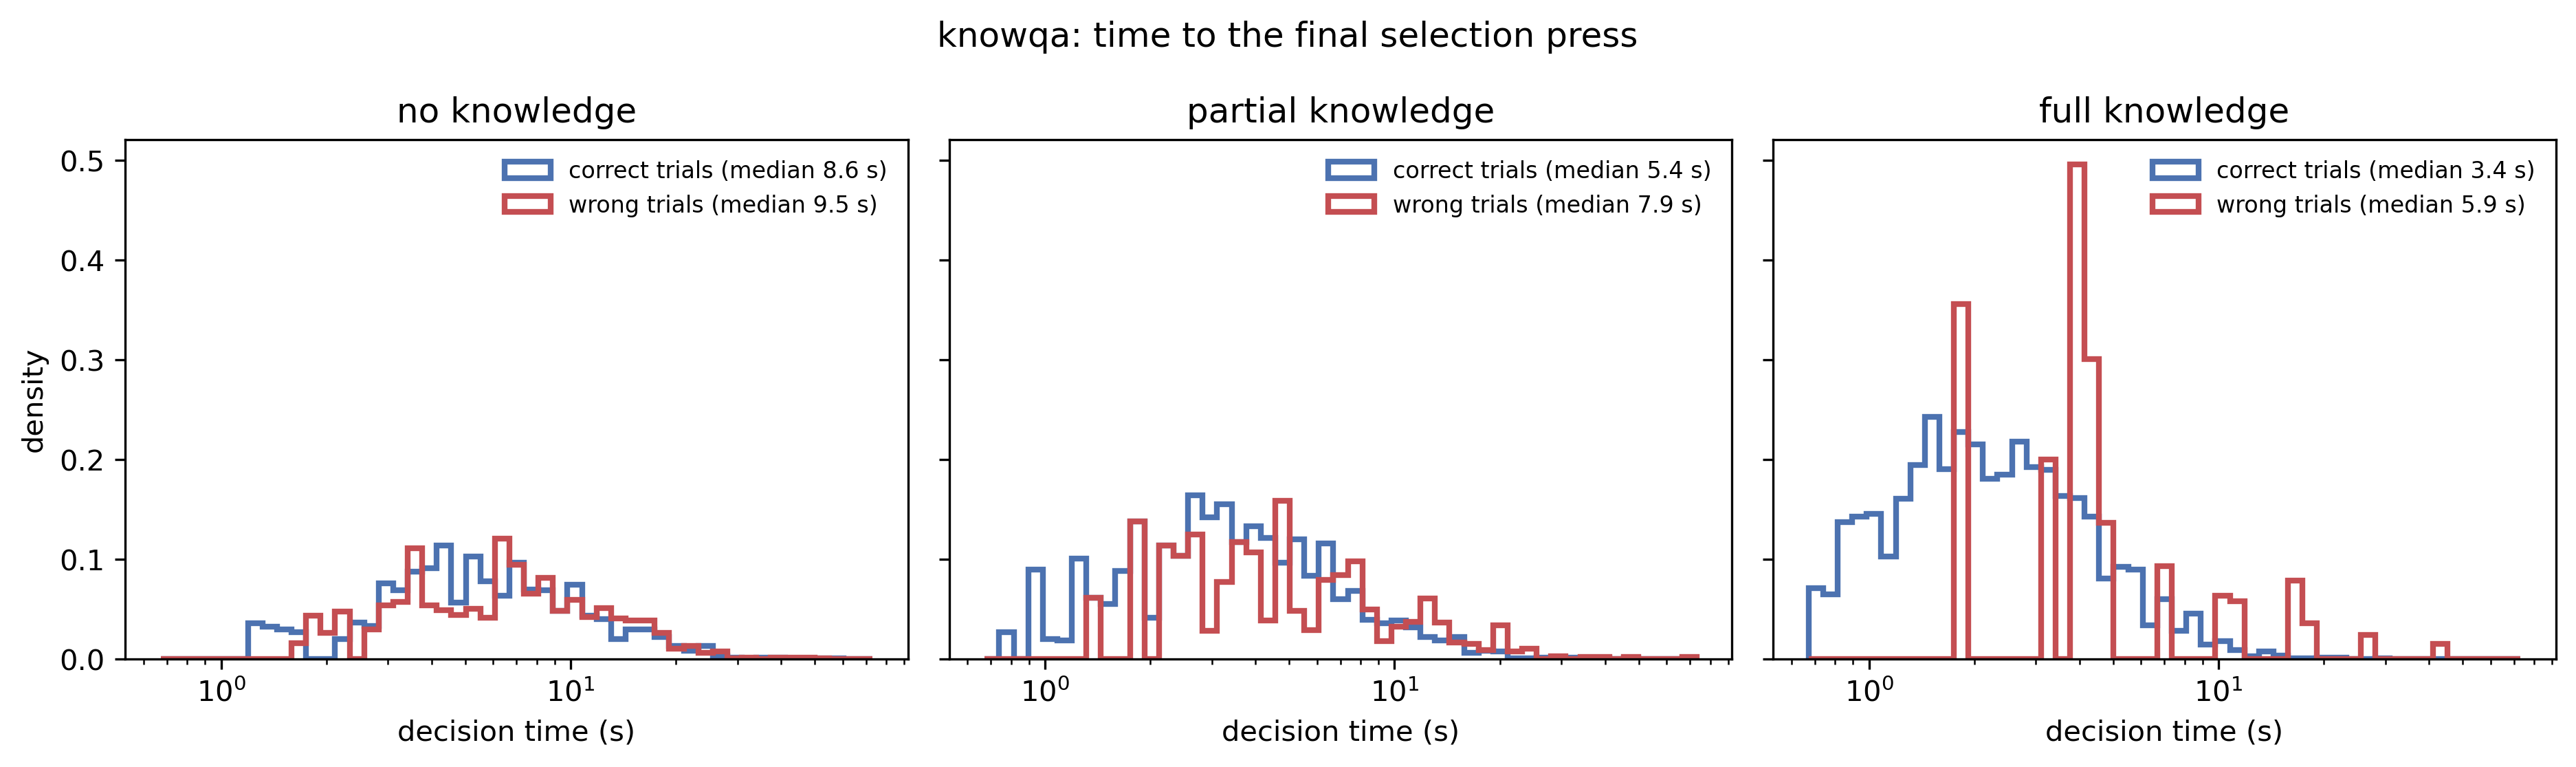 knowqa: time to the final selection press
no knowledge
correct trials (median 8.6 s)
wrong trials (median 9.5 s)
0.5
0.4
0.3
0.2
0.1
0.0
density
10⁰
10¹
decision time (s)
partial knowledge
correct trials (median 5.4 s)
wrong trials (median 7.9 s)
10⁰
10¹
decision time (s)
full knowledge
correct trials (median 3.4 s)
wrong trials (median 5.9 s)
10⁰
10¹
decision time (s)